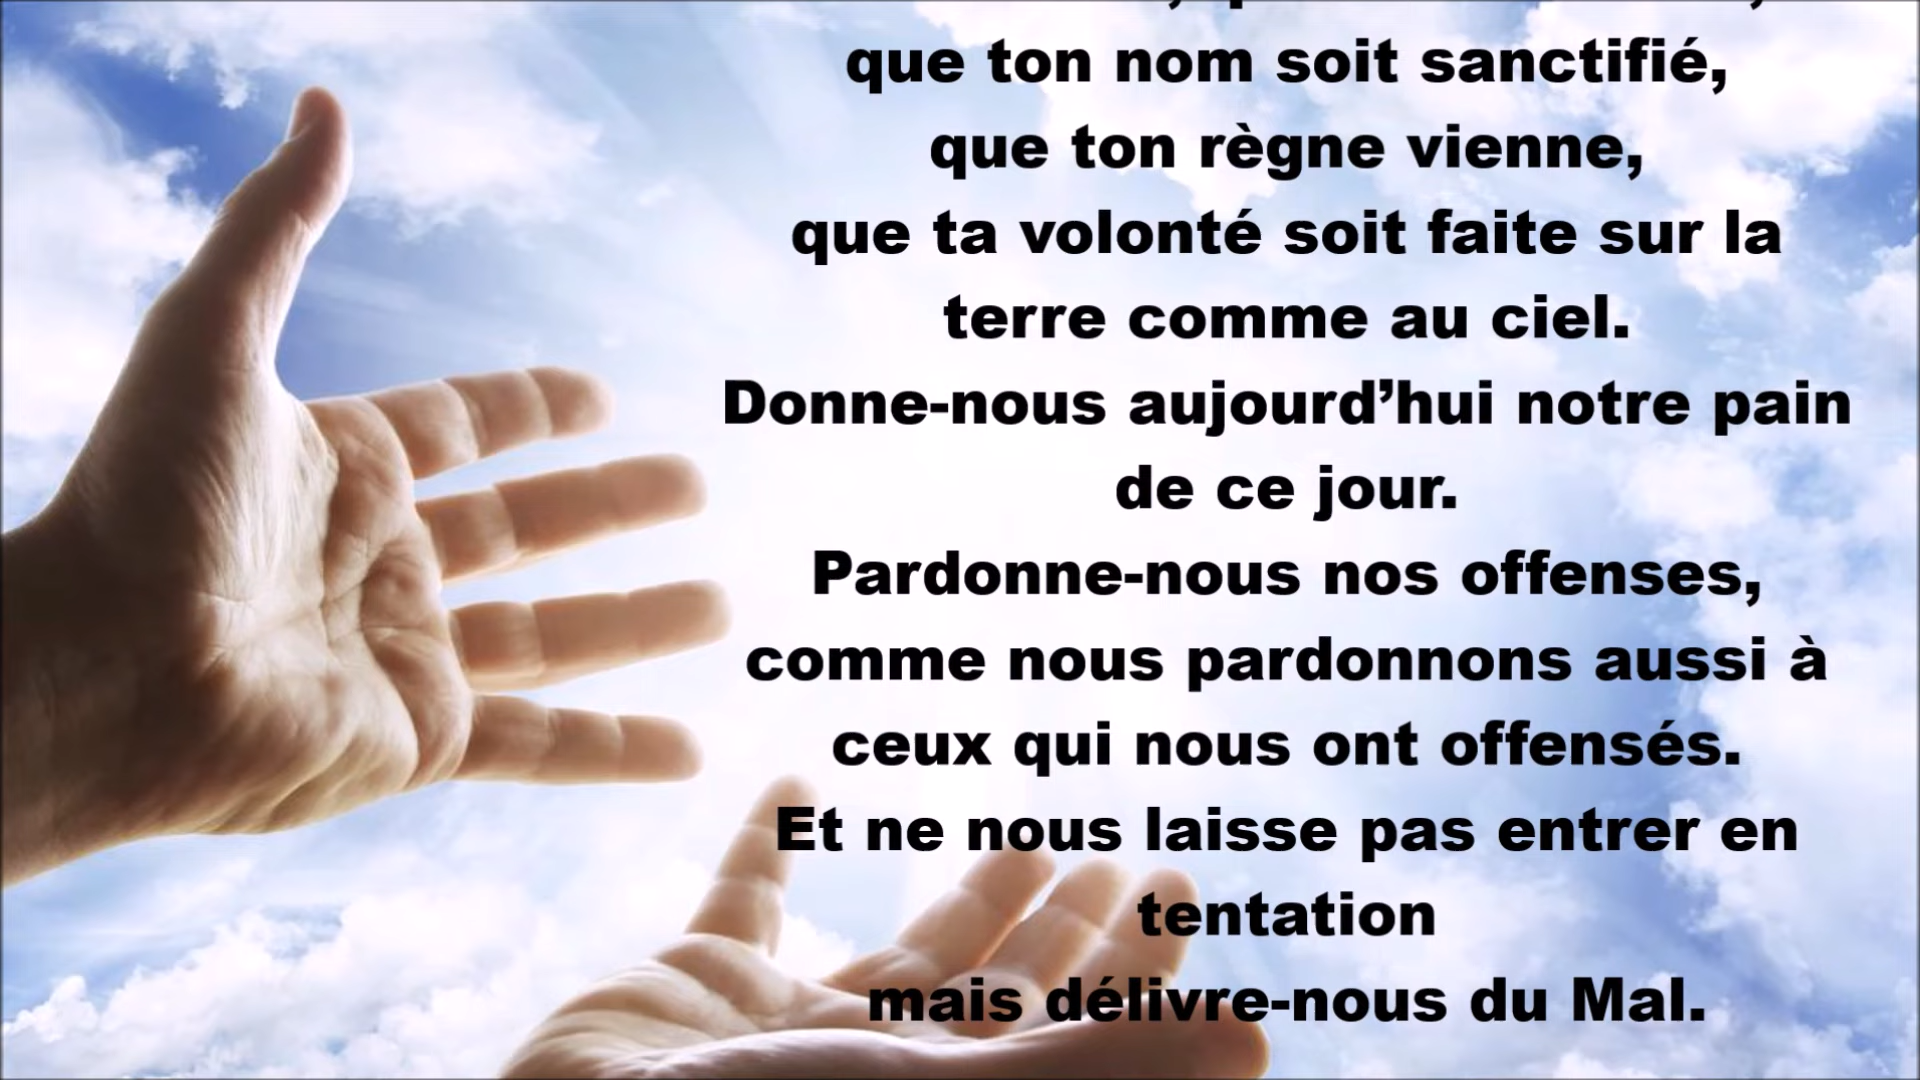 que ton nom soit sanctifié,
que ton règne vienne,
que ta volonté soit faite sur la
terre comme au ciel.
Donne-nous aujourd’hui notre pain
de ce jour.
Pardonne-nous nos offenses,
comme nous pardonnons aussi à
ceux qui nous ont offensés.
Et ne nous laisse pas entrer en
tentation
mais délivre-nous du Mal.